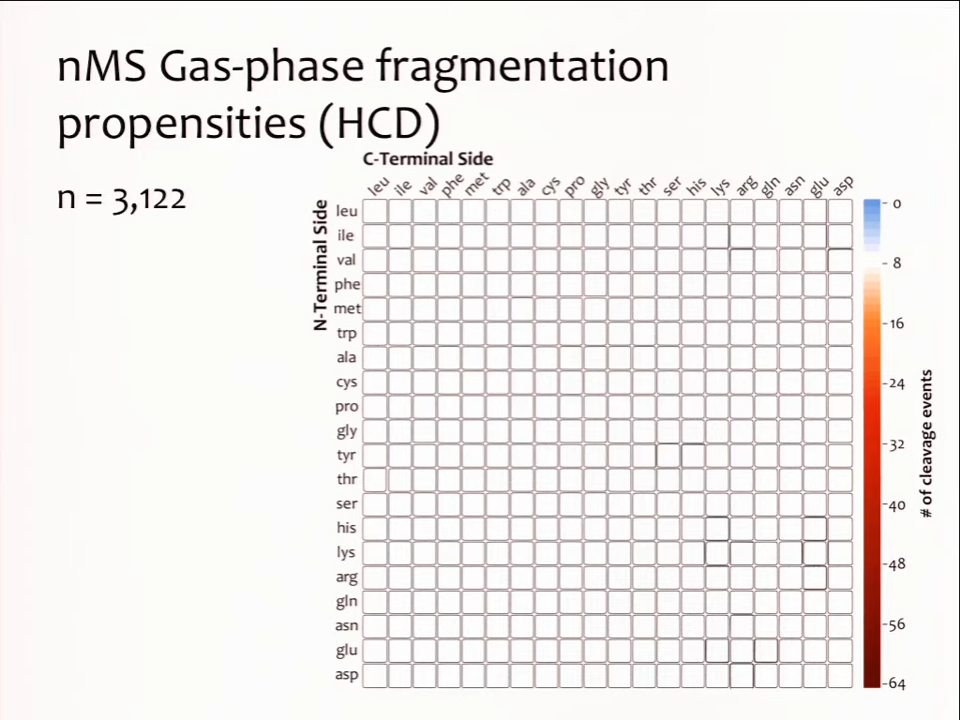 nMS Gas-phase fragmentation
propensities (HCD)
n = 3,122
C-Terminal Side
leu ile val phe met trp ala cys pro gly tyr thr ser his lys arg gln asn glu asp
N-Terminal Side
leu
ile
val
phe
met
trp
ala
cys
pro
gly
tyr
thr
ser
his
lys
arg
gln
asn
glu
asp
0
8
16
24
32
40
48
56
64
# of cleavage events